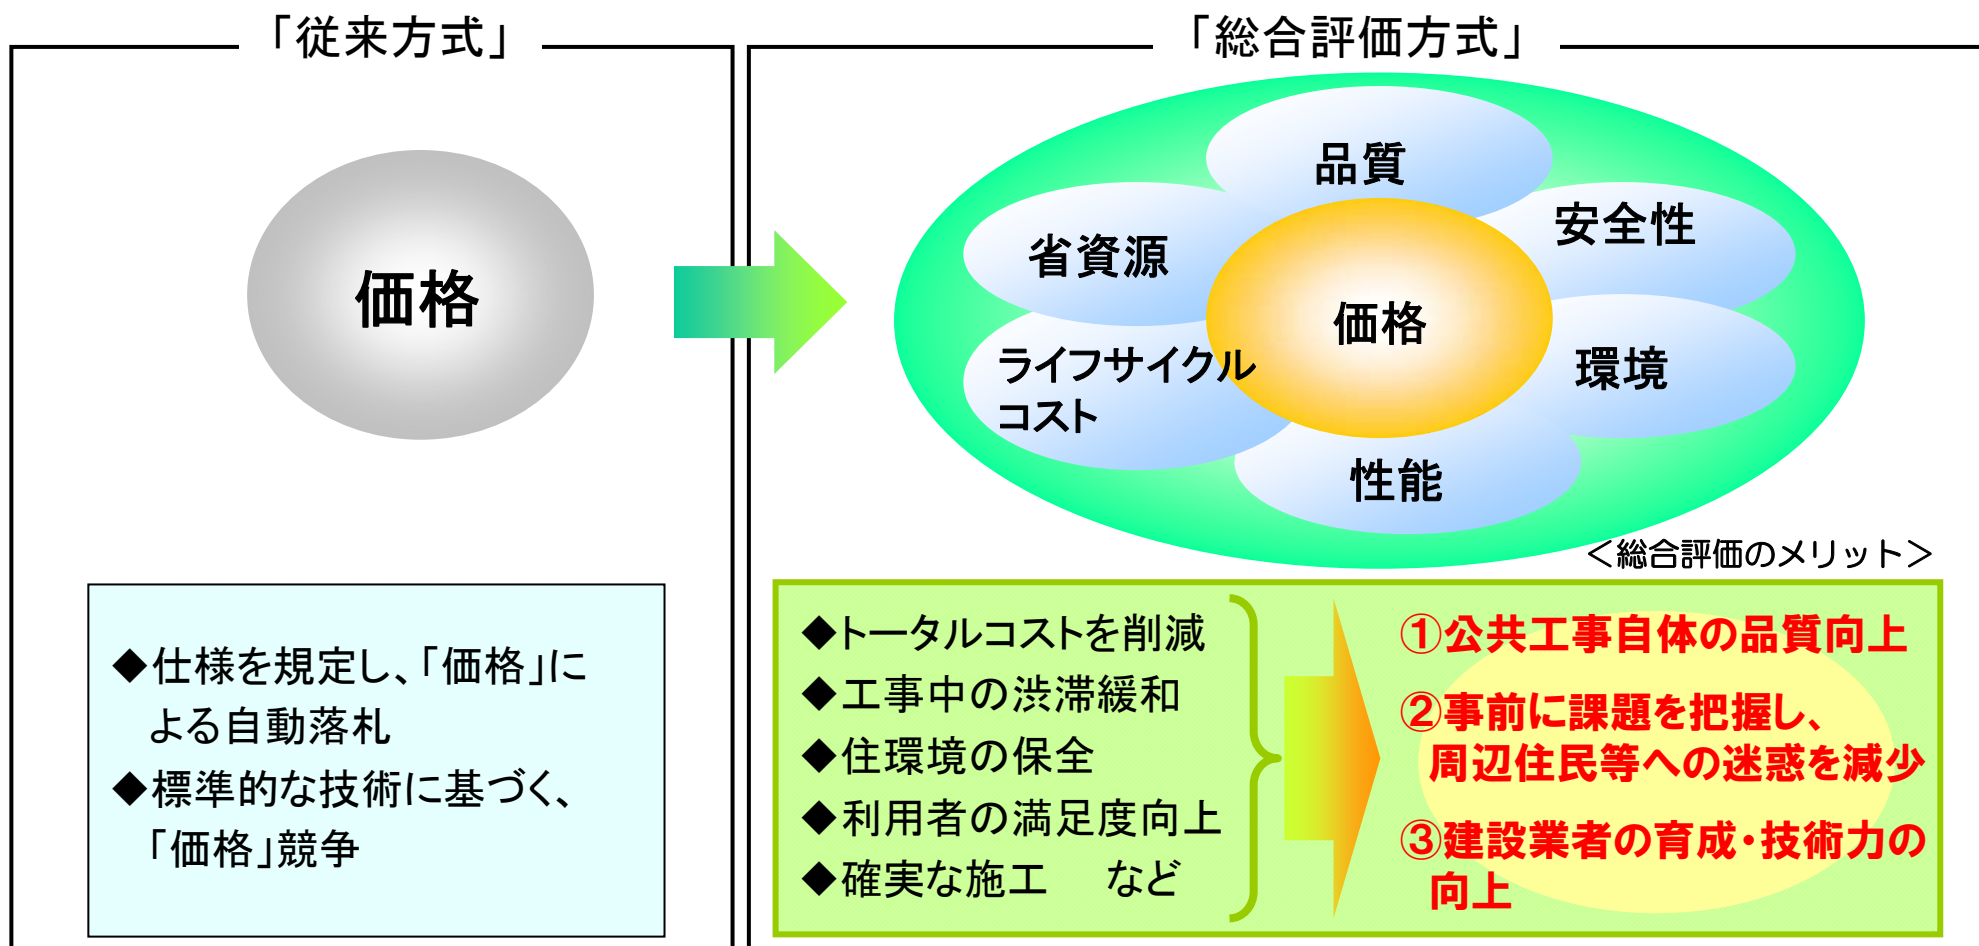 「従来方式」
価格
◆仕様を規定し、「価格」に
よる自動落札
◆標準的な技術に基づく、
「価格」競争
「総合評価方式」
品質
省資源
安全性
価格
ライフサイクル
コスト
環境
性能
＜総合評価のメリット＞
◆トータルコストを削減
◆工事中の渋滞緩和
◆住環境の保全
◆利用者の満足度向上
◆確実な施工　など
①公共工事自体の品質向上
②事前に課題を把握し、
周辺住民等への迷惑を減少
③建設業者の育成・技術力の
向上